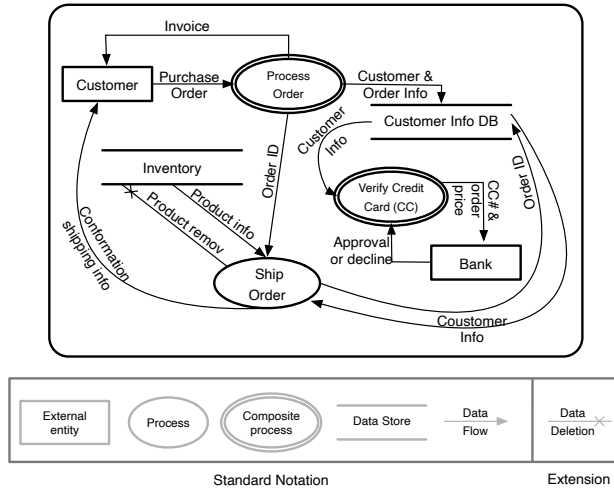 Invoice
Customer
Purchase
Order
Process
Order
Customer &
Order Info
Customer Info DB
Customer
Info
Order ID
Inventory
Product info
Product remov
Verify Credit
Card (CC)
CC# &
order
price
Order ID
Approval
or decline
Bank
Conformation
shipping info
Ship
Order
Coustomer
Info
External
entity
Process
Composite
process
Data Store
Data
Flow
Data
Deletion
Standard Notation
Extension